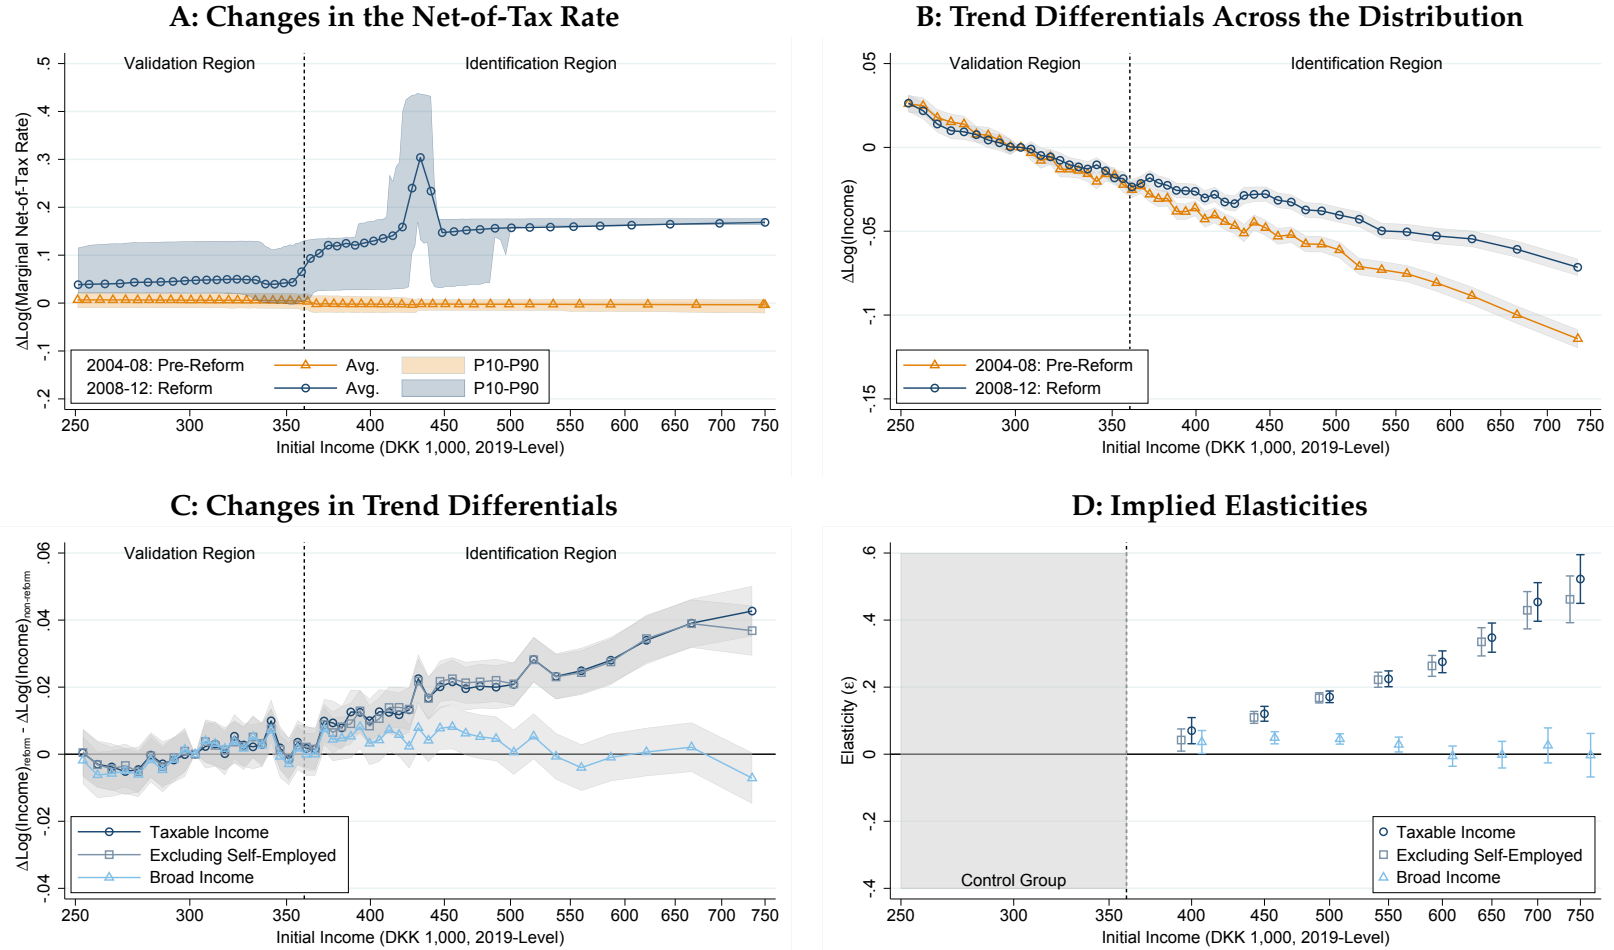 A: Changes in the Net-of-Tax Rate
Validation Region
Identification Region
ΔLog(Marginal Net-of-Tax Rate)
.5
.4
.3
.2
.1
0
-.1
-.2
2004-08: Pre-Reform Avg. P10-P90
2008-12: Reform Avg. P10-P90
250 300 350 400 450 500 550 600 650 700 750
Initial Income (DKK 1,000, 2019-Level)
B: Trend Differentials Across the Distribution
Validation Region
Identification Region
ΔLog(Income)
.05
0
-.05
-.1
-.15
2004-08: Pre-Reform
2008-12: Reform
250 300 350 400 450 500 550 600 650 700 750
Initial Income (DKK 1,000, 2019-Level)
C: Changes in Trend Differentials
Validation Region
Identification Region
ΔLog(Income)reform - ΔLog(Income)non-reform
.06
.04
.02
0
-.02
-.04
Taxable Income
Excluding Self-Employed
Broad Income
250 300 350 400 450 500 550 600 650 700 750
Initial Income (DKK 1,000, 2019-Level)
D: Implied Elasticities
Elasticity (ε)
.6
.4
.2
0
-.2
-.4
Control Group
Taxable Income
Excluding Self-Employed
Broad Income
250 300 350 400 450 500 550 600 650 700 750
Initial Income (DKK 1,000, 2019-Level)